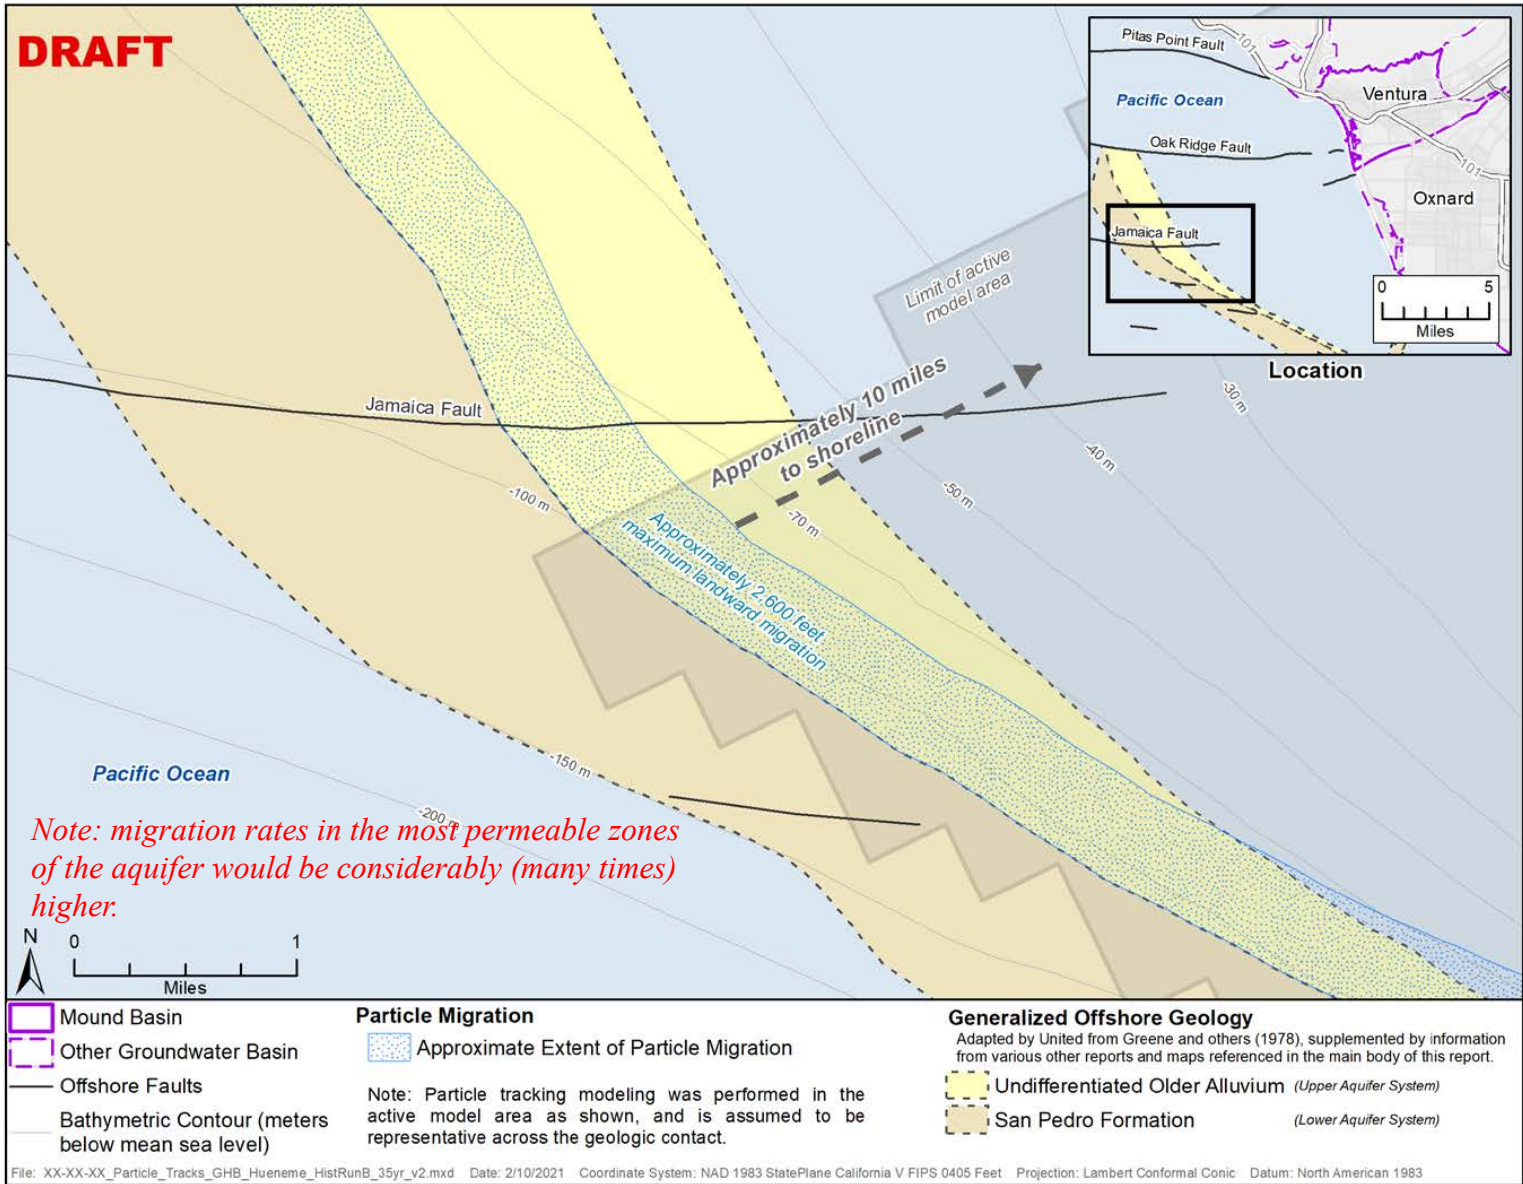 DRAFT
Pitas Point Fault
101
Ventura
Pacific Ocean
Oak Ridge Fault
101
Oxnard
Jamaica Fault
0 5
Miles
Location
Limit of active
model area
Approximately 10 miles
to shoreline
Jamaica Fault
-30 m
-40 m
-50 m
-70 m
-100 m
Approximately 2,600 feet
maximum landward migration
-150 m
-200 m
Pacific Ocean
Note: migration rates in the most permeable zones
of the aquifer would be considerably (many times)
higher.
N
0 1
Miles
Mound Basin
Other Groundwater Basin
Offshore Faults
Bathymetric Contour (meters
below mean sea level)
Particle Migration
Approximate Extent of Particle Migration
Note: Particle tracking modeling was performed in the
active model area as shown, and is assumed to be
representative across the geologic contact.
Generalized Offshore Geology
Adapted by United from Greene and others (1978), supplemented by information
from various other reports and maps referenced in the main body of this report.
Undifferentiated Older Alluvium (Upper Aquifer System)
San Pedro Formation (Lower Aquifer System)
File: XX-XX-XX_Particle_Tracks_GHB_Hueneme_HistRunB_35yr_v2.mxd Date: 2/10/2021 Coordinate System: NAD 1983 StatePlane California V FIPS 0405 Feet Projection: Lambert Conformal Conic Datum: North American 1983